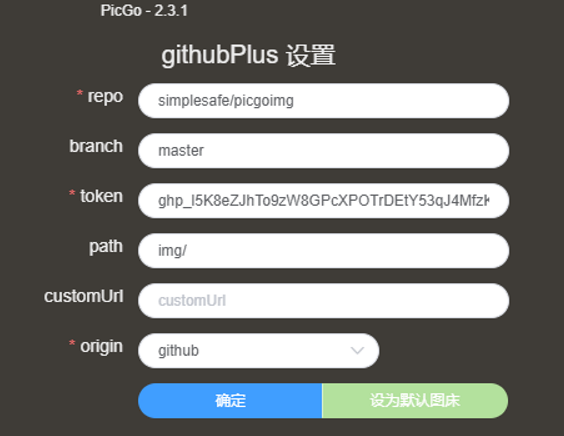 PicGo - 2.3.1
githubPlus 设置
* repo simplesafe/picgoimg
branch master
* token
path img/
customUrl customUrl
* origin github
确定 设为默认图床